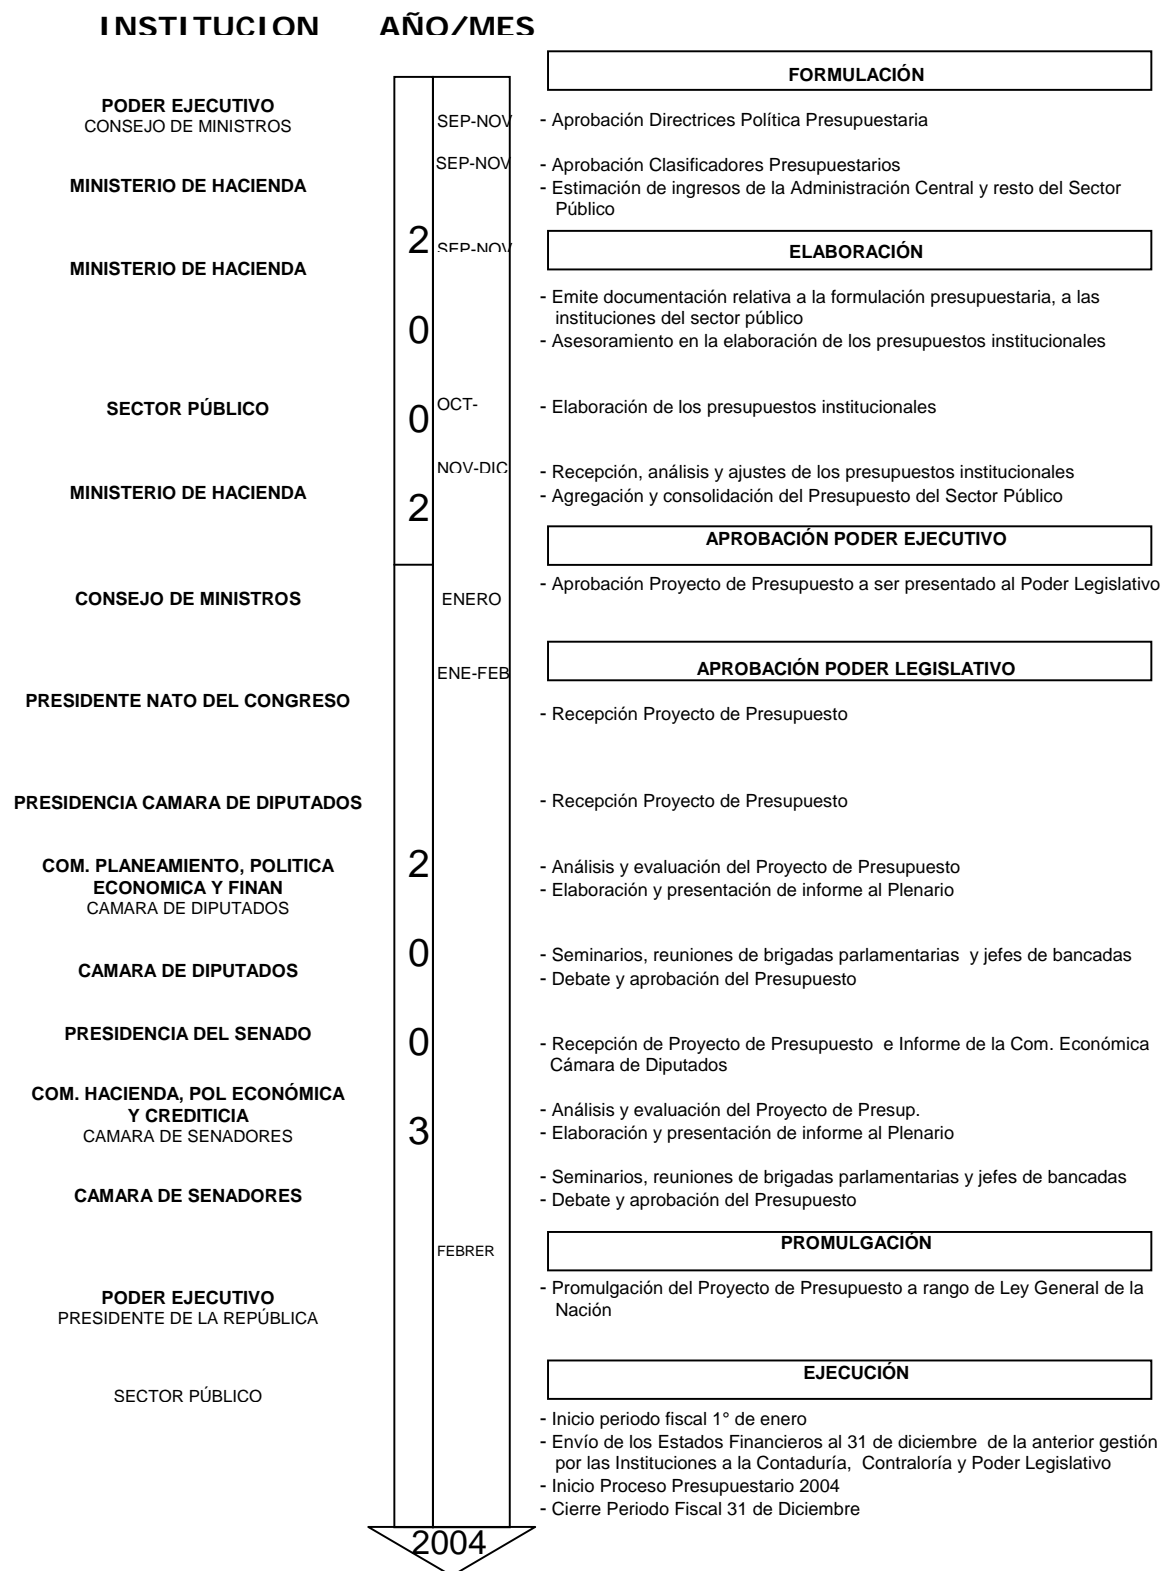 INSTITUCION AÑO/MES
FORMULACIÓN
PODER EJECUTIVO
CONSEJO DE MINISTROS
SEP-NOV
- Aprobación Directrices Política Presupuestaria
SEP-NOV
- Aprobación Clasificadores Presupuestarios
MINISTERIO DE HACIENDA
- Estimación de ingresos de la Administración Central y resto del Sector
Público
2
SEP-NOV
ELABORACIÓN
MINISTERIO DE HACIENDA
- Emite documentación relativa a la formulación presupuestaria, a las
instituciones del sector público
0
- Asesoramiento en la elaboración de los presupuestos institucionales
SECTOR PÚBLICO
0
OCT-
- Elaboración de los presupuestos institucionales
NOV-DIC
- Recepción, análisis y ajustes de los presupuestos institucionales
MINISTERIO DE HACIENDA
2
- Agregación y consolidación del Presupuesto del Sector Público
APROBACIÓN PODER EJECUTIVO
- Aprobación Proyecto de Presupuesto a ser presentado al Poder Legislativo
CONSEJO DE MINISTROS
ENERO
ENE-FEB
APROBACIÓN PODER LEGISLATIVO
PRESIDENTE NATO DEL CONGRESO
- Recepción Proyecto de Presupuesto
PRESIDENCIA CAMARA DE DIPUTADOS
- Recepción Proyecto de Presupuesto
COM. PLANEAMIENTO, POLITICA
ECONOMICA Y FINAN
CAMARA DE DIPUTADOS
2
- Análisis y evaluación del Proyecto de Presupuesto
- Elaboración y presentación de informe al Plenario
CAMARA DE DIPUTADOS
0
- Seminarios, reuniones de brigadas parlamentarias y jefes de bancadas
- Debate y aprobación del Presupuesto
PRESIDENCIA DEL SENADO
0
- Recepción de Proyecto de Presupuesto e Informe de la Com. Económica
Cámara de Diputados
COM. HACIENDA, POL ECONÓMICA
Y CREDITICIA
CAMARA DE SENADORES
3
- Análisis y evaluación del Proyecto de Presup.
- Elaboración y presentación de informe al Plenario
CAMARA DE SENADORES
- Seminarios, reuniones de brigadas parlamentarias y jefes de bancadas
- Debate y aprobación del Presupuesto
FEBRER
PROMULGACIÓN
PODER EJECUTIVO
PRESIDENTE DE LA REPÚBLICA
- Promulgación del Proyecto de Presupuesto a rango de Ley General de la
Nación
EJECUCIÓN
SECTOR PÚBLICO
- Inicio periodo fiscal 1° de enero
- Envío de los Estados Financieros al 31 de diciembre de la anterior gestión
por las Instituciones a la Contaduría, Contraloría y Poder Legislativo
- Inicio Proceso Presupuestario 2004
- Cierre Periodo Fiscal 31 de Diciembre
2004